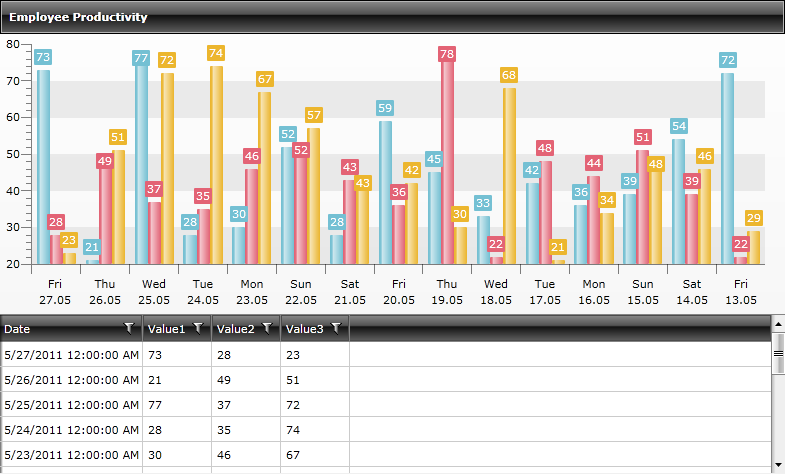 Employee Productivity
80
70
60
50
40
30
20
73 28 23
21 49 51
77 37 72
28 35 74
30 46 67
52 52 57
28 43 43
59 36 42
45 78 30
33 22 68
42 48 21
36 44 34
39 51 48
54 39 46
72 22 29
Fri Thu Wed Tue Mon Sun Sat Fri Thu Wed Tue Mon Sun Sat Fri
27.05 26.05 25.05 24.05 23.05 22.05 21.05 20.05 19.05 18.05 17.05 16.05 15.05 14.05 13.05
Date Value1 Value2 Value3
5/27/2011 12:00:00 AM 73 28 23
5/26/2011 12:00:00 AM 21 49 51
5/25/2011 12:00:00 AM 77 37 72
5/24/2011 12:00:00 AM 28 35 74
5/23/2011 12:00:00 AM 30 46 67